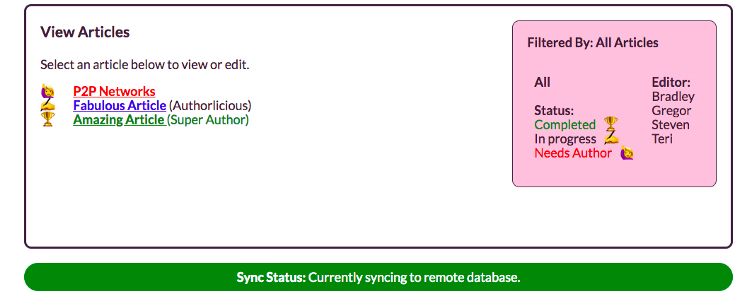 View Articles
Select an article below to view or edit.
P2P Networks
Fabulous Article (Authorlicious)
Amazing Article (Super Author)
Filtered By: All Articles
All
Status:
Completed
In progress
Needs Author
Editor:
Bradley
Gregor
Steven
Teri
Sync Status: Currently syncing to remote database.